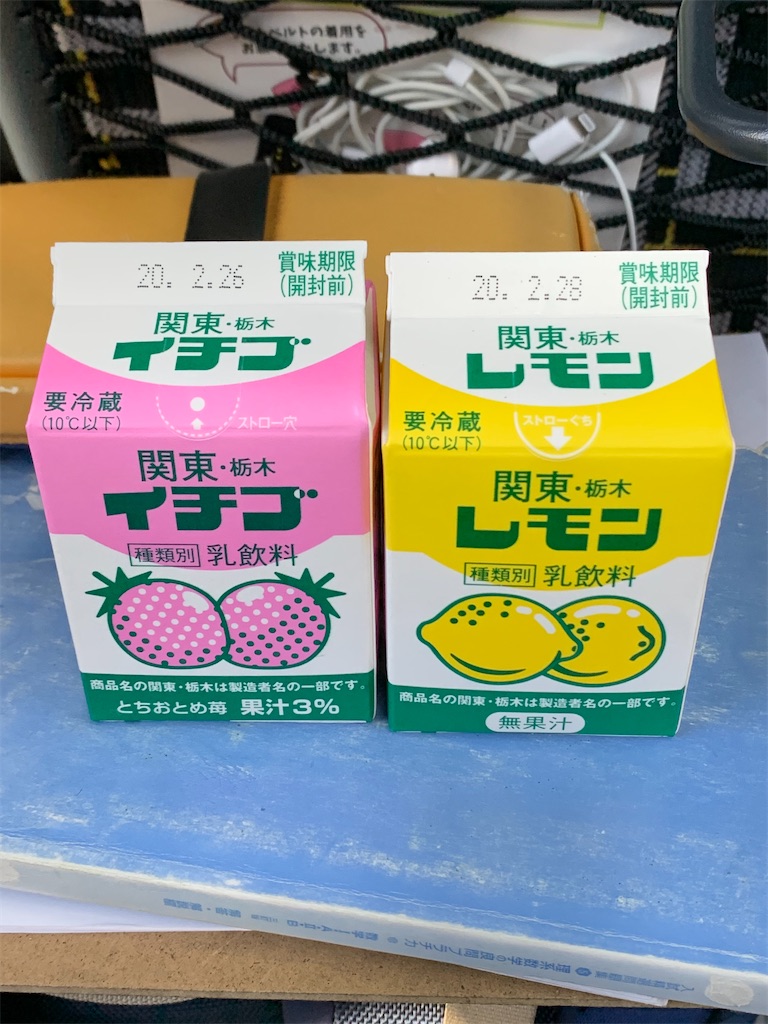 20. 2.26
賞味期限
(開封前)
関東・栃木
イチゴ
要冷蔵
(10℃以下)
ストロー穴
関東・栃木
イチゴ
種類別 乳飲料
商品名の関東・栃木は製造者名の一部です。
とちおとめ苺 果汁3%
20. 2.28
賞味期限
(開封前)
関東・栃木
レモン
要冷蔵
(10℃以下)
ストローぐち
関東・栃木
レモン
種類別 乳飲料
商品名の関東・栃木は製造者名の一部です。
無果汁